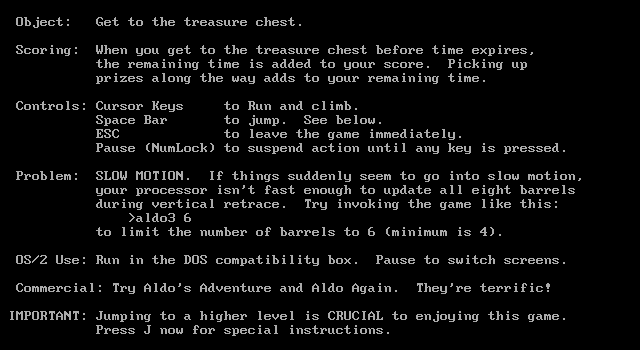 Object:   Get to the treasure chest.
Scoring:  When you get to the treasure chest before time expires,
the remaining time is added to your score.  Picking up
prizes along the way adds to your remaining time.
Controls: Cursor Keys     to Run and climb.
Space Bar       to jump.  See below.
ESC             to leave the game immediately.
Pause (NumLock) to suspend action until any key is pressed.
Problem:  SLOW MOTION.  If things suddenly seem to go into slow motion,
your processor isn't fast enough to update all eight barrels
during vertical retrace.  Try invoking the game like this:
>aldo3 6
to limit the number of barrels to 6 (minimum is 4).
OS/2 Use: Run in the DOS compatibility box.  Pause to switch screens.
Commercial: Try Aldo's Adventure and Aldo Again.  They're terrific!
IMPORTANT: Jumping to a higher level is CRUCIAL to enjoying this game.
Press J now for special instructions.